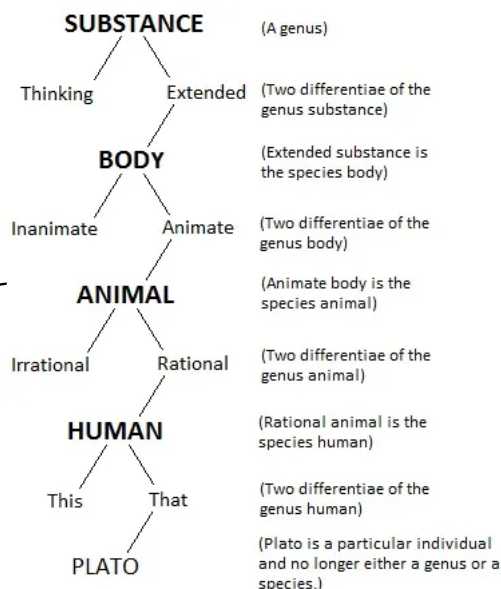 SUBSTANCE (A genus)
Thinking Extended (Two differentiae of the
genus substance)
BODY (Extended substance is
the species body)
Inanimate Animate (Two differentiae of the
genus body)
ANIMAL (Animate body is the
species animal)
Irrational Rational (Two differentiae of the
genus animal)
HUMAN (Rational animal is the
species human)
This That (Two differentiae of the
genus human)
PLATO (Plato is a particular individual
and no longer either a genus or a
species.)